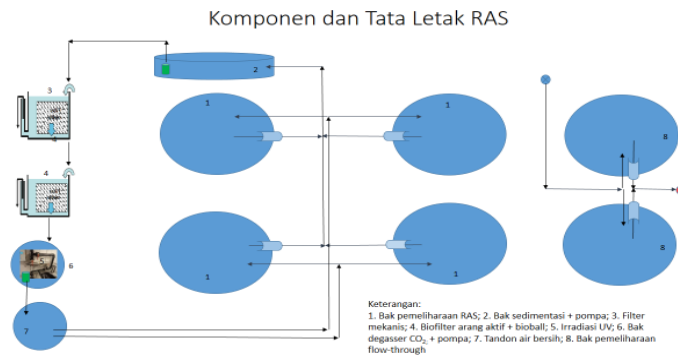 Komponen dan Tata Letak RAS
2
3
1
1
4
8
6
1
1
8
7
Keterangan:
1. Bak pemeliharaan RAS; 2. Bak sedimentasi + pompa; 3. Filter
mekanis; 4. Biofilter arang aktif + bioball; 5. Irradiasi UV; 6. Bak
degasser CO2, + pompa; 7. Tandon air bersih; 8. Bak pemeliharaan
flow-through